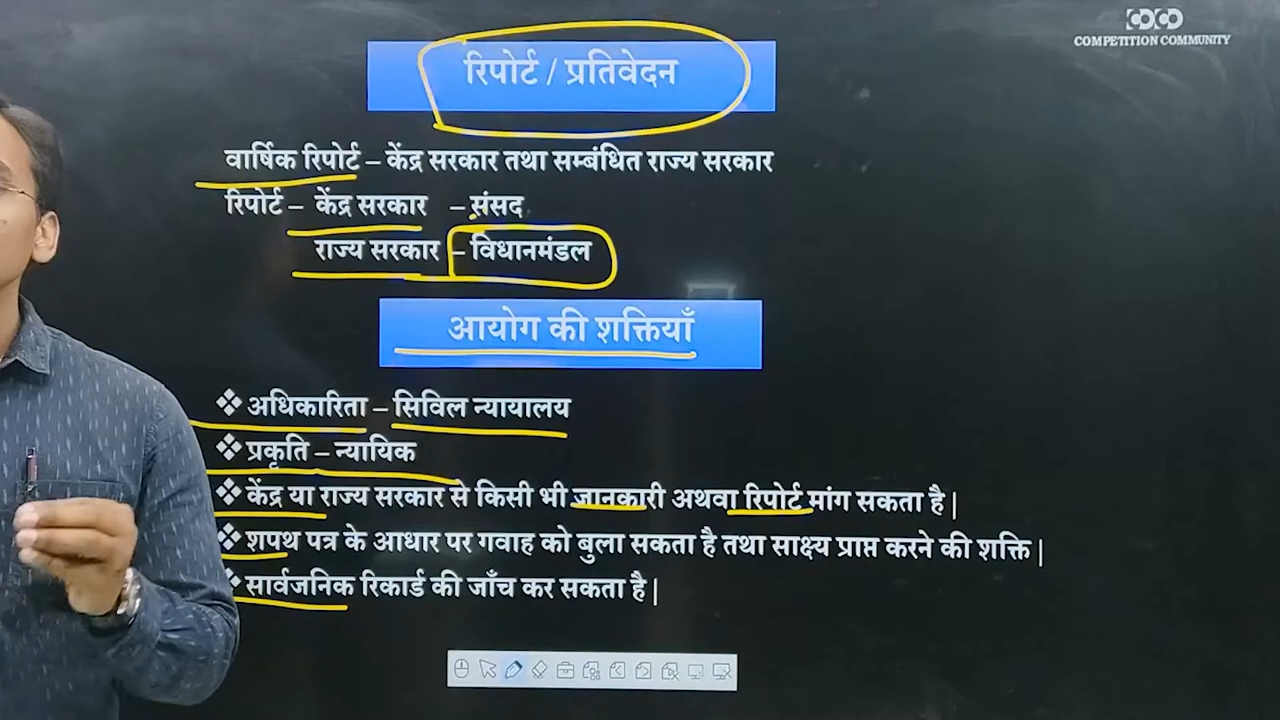 COCO
COMPETITION COMMUNITY
रिपोर्ट / प्रतिवेदन
वार्षिक रिपोर्ट – केंद्र सरकार तथा सम्बंधित राज्य सरकार
रिपोर्ट – केंद्र सरकार – संसद
राज्य सरकार – विधानमंडल
आयोग की शक्तियाँ
❖ अधिकारिता – सिविल न्यायालय
❖ प्रकृति – न्यायिक
❖ केंद्र या राज्य सरकार से किसी भी जानकारी अथवा रिपोर्ट मांग सकता है |
❖ शपथ पत्र के आधार पर गवाह को बुला सकता है तथा साक्ष्य प्राप्त करने की शक्ति |
❖ सार्वजनिक रिकार्ड की जाँच कर सकता है |